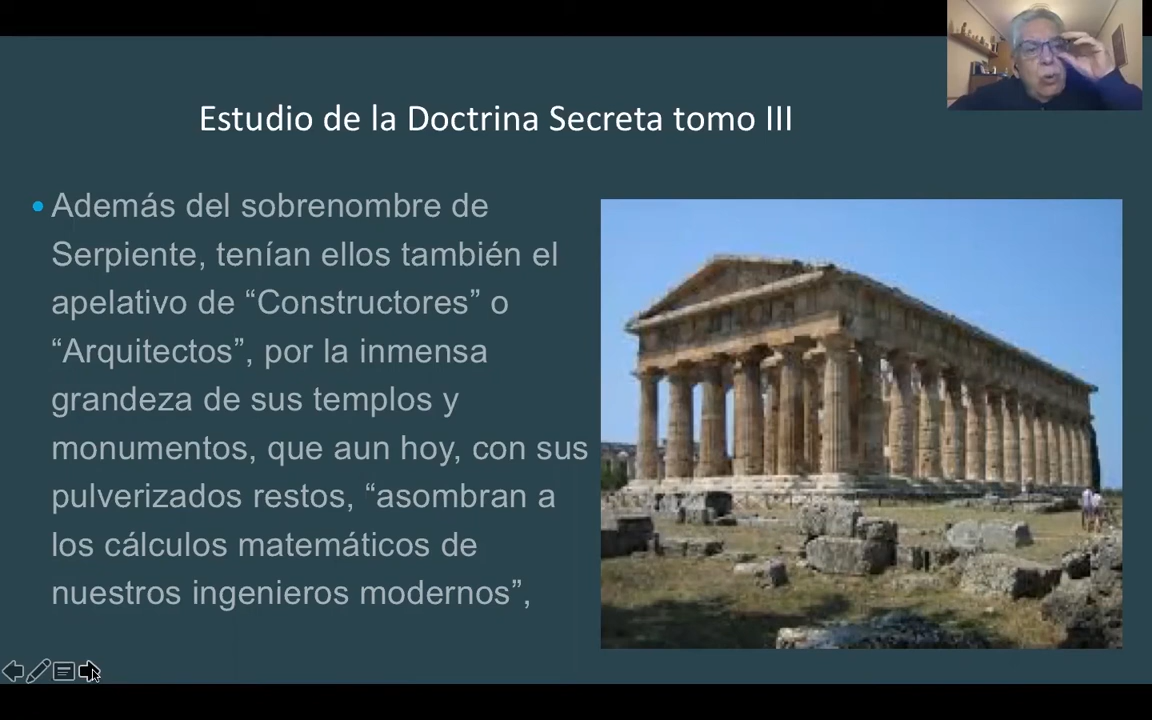 Estudio de la Doctrina Secreta tomo III
• Además del sobrenombre de
Serpiente, tenían ellos también el
apelativo de “Constructores” o
“Arquitectos”, por la inmensa
grandeza de sus templos y
monumentos, que aun hoy, con sus
pulverizados restos, “asombran a
los cálculos matemáticos de
nuestros ingenieros modernos”,